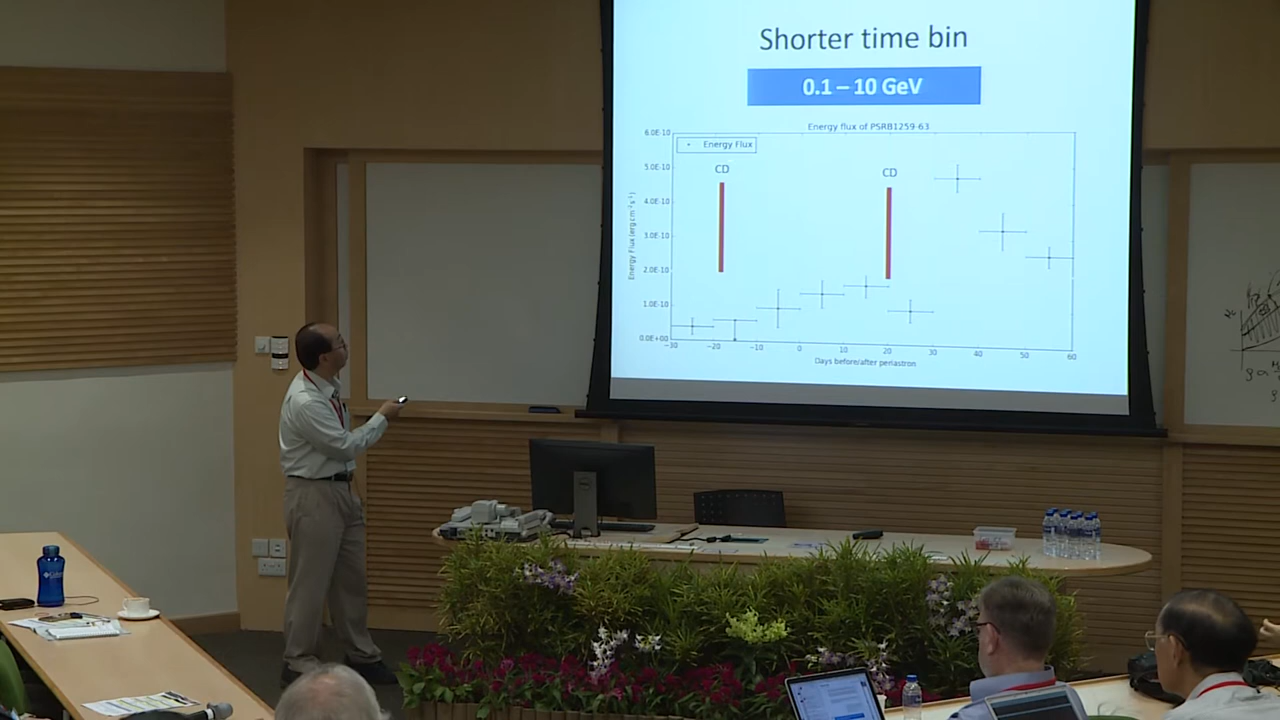 Shorter time bin
0.1 – 10 GeV
Energy flux of PSRB1259-63
Energy Flux
CD
CD
6.0E-10
5.0E-10
4.0E-10
3.0E-10
2.0E-10
1.0E-10
0.0E+00
Energy Flux(erg cm⁻² s⁻¹)
−30
−20
−10
0
10
20
30
40
50
60
Days before/after periastron